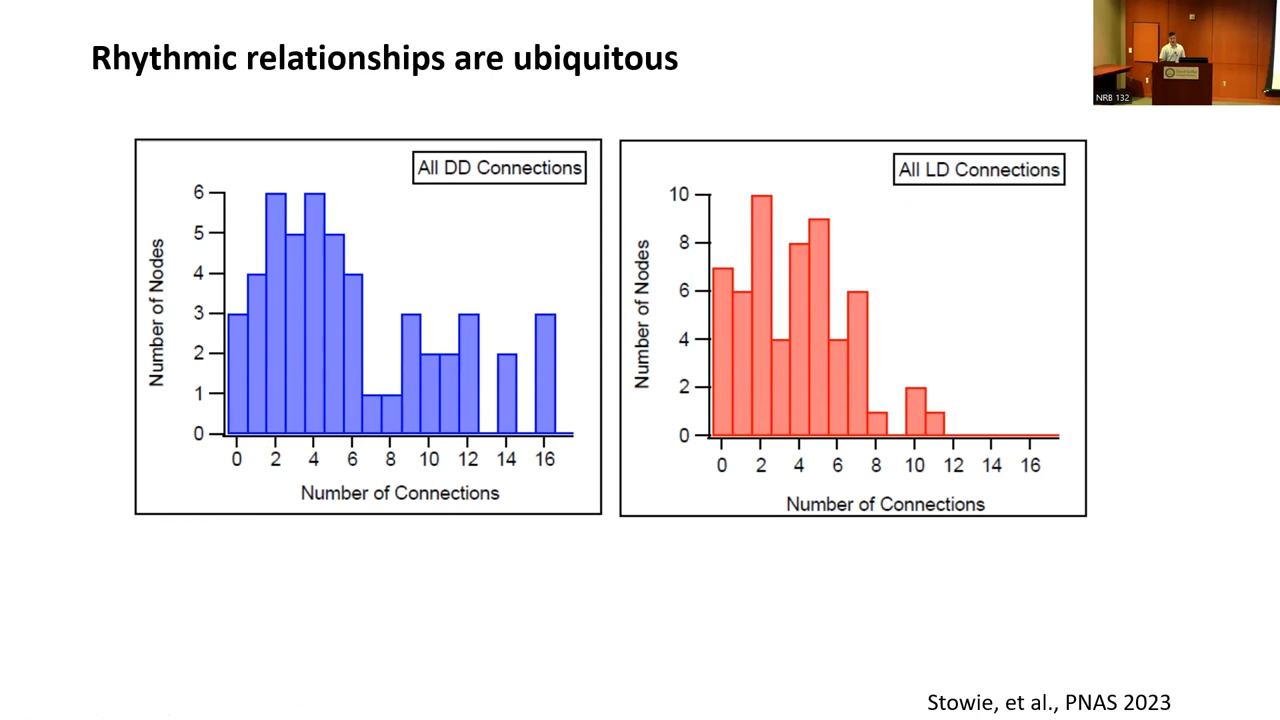 Rhythmic relationships are ubiquitous
NRB 132
All DD Connections
6
5
4
3
2
1
0
Number of Nodes
0 2 4 6 8 10 12 14 16
Number of Connections
All LD Connections
10
8
6
4
2
0
Number of Nodes
0 2 4 6 8 10 12 14 16
Number of Connections
Stowie, et al., PNAS 2023